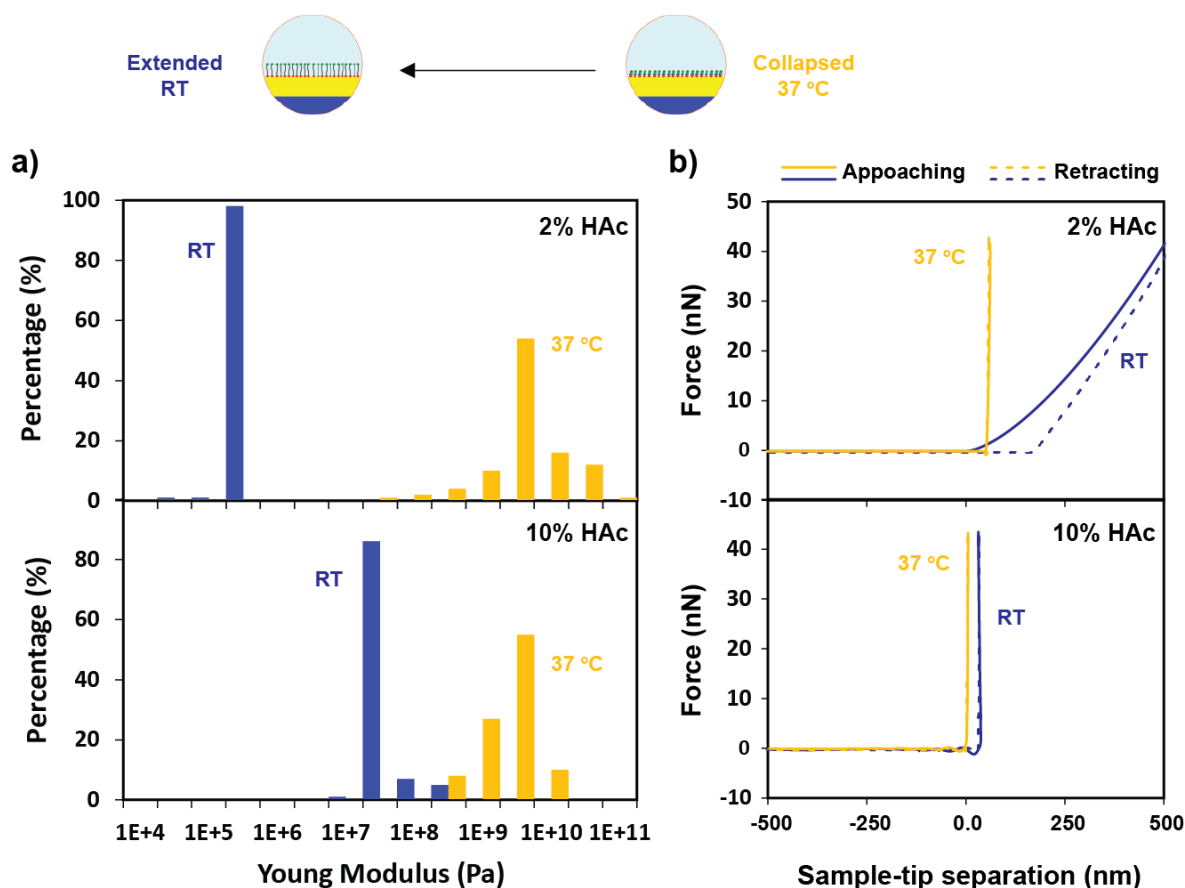 Extended
RT
Collapsed
37 °C
a)
100
80
60
40
20
0
Percentage (%)
RT
2% HAc
37 °C
80
60
40
20
0
Percentage (%)
RT
10% HAc
37 °C
1E+4 1E+5 1E+6 1E+7 1E+8 1E+9 1E+10 1E+11
Young Modulus (Pa)
b)
Appoaching Retracting
50
40
30
20
10
0
-10
Force (nN)
2% HAc
37 °C
RT
40
30
20
10
0
-10
Force (nN)
10% HAc
37 °C
RT
-500 -250 0.0 250 500
Sample-tip separation (nm)